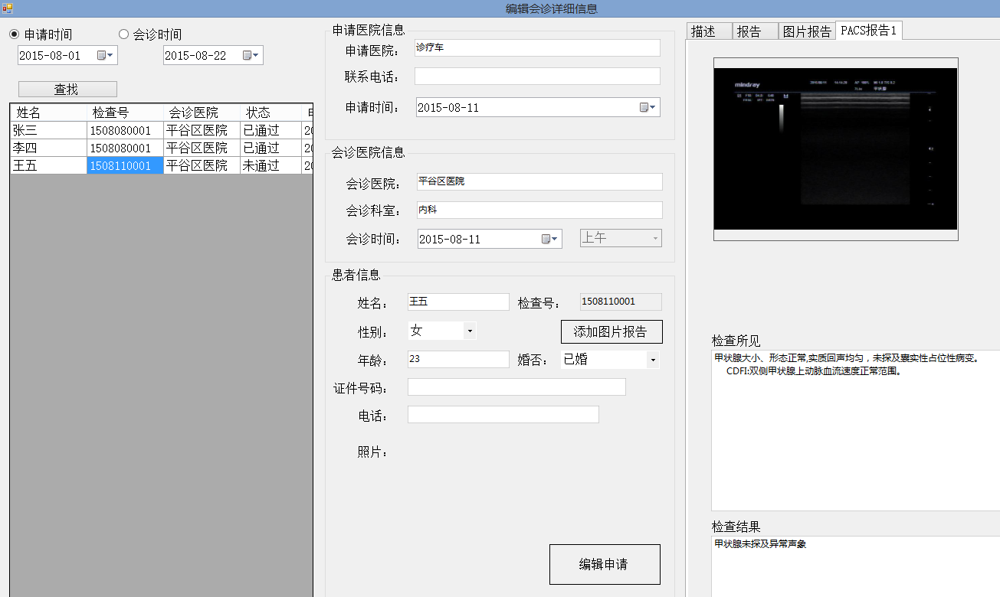 编辑会诊详细信息
申请时间 会诊时间
2015-08-01 2015-08-22
查找
姓名 检查号 会诊医院 状态
张三 1508080001 平谷区医院 已通过 20
李四 1508080001 平谷区医院 已通过 20
王五 1508110001 平谷区医院 未通过 20
申请医院信息
申请医院： 诊疗车
联系电话：
申请时间： 2015-08-11
会诊医院信息
会诊医院： 平谷区医院
会诊科室： 内科
会诊时间： 2015-08-11 上午
患者信息
姓名： 王五 检查号： 1508110001
性别： 女 添加图片报告
年龄： 23 婚否： 已婚
证件号码：
电话：
照片：
编辑申请
描述 报告 图片报告 PACS报告1
mindray
甲状腺
检查所见
甲状腺大小、形态正常,实质回声均匀，未探及囊实性占位性病变。
CDFI:双侧甲状腺上动脉血流速度正常范围。
检查结果
甲状腺未探及异常声象